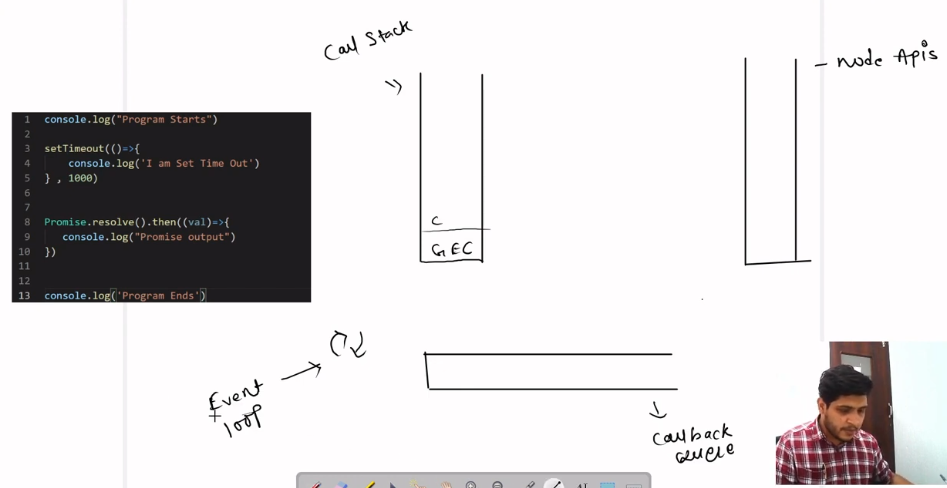 Call Stack
- Node Apis
1 console.log("Program Starts")
2
3 setTimeout(()=>{
4 console.log('I am Set Time Out')
5 } , 1000)
6
7
8 Promise.resolve().then((val)=>{
9 console.log("Promise output")
10 })
11
12
13 console.log('Program Ends')
C
GEC
Event
loop
Callback
queue